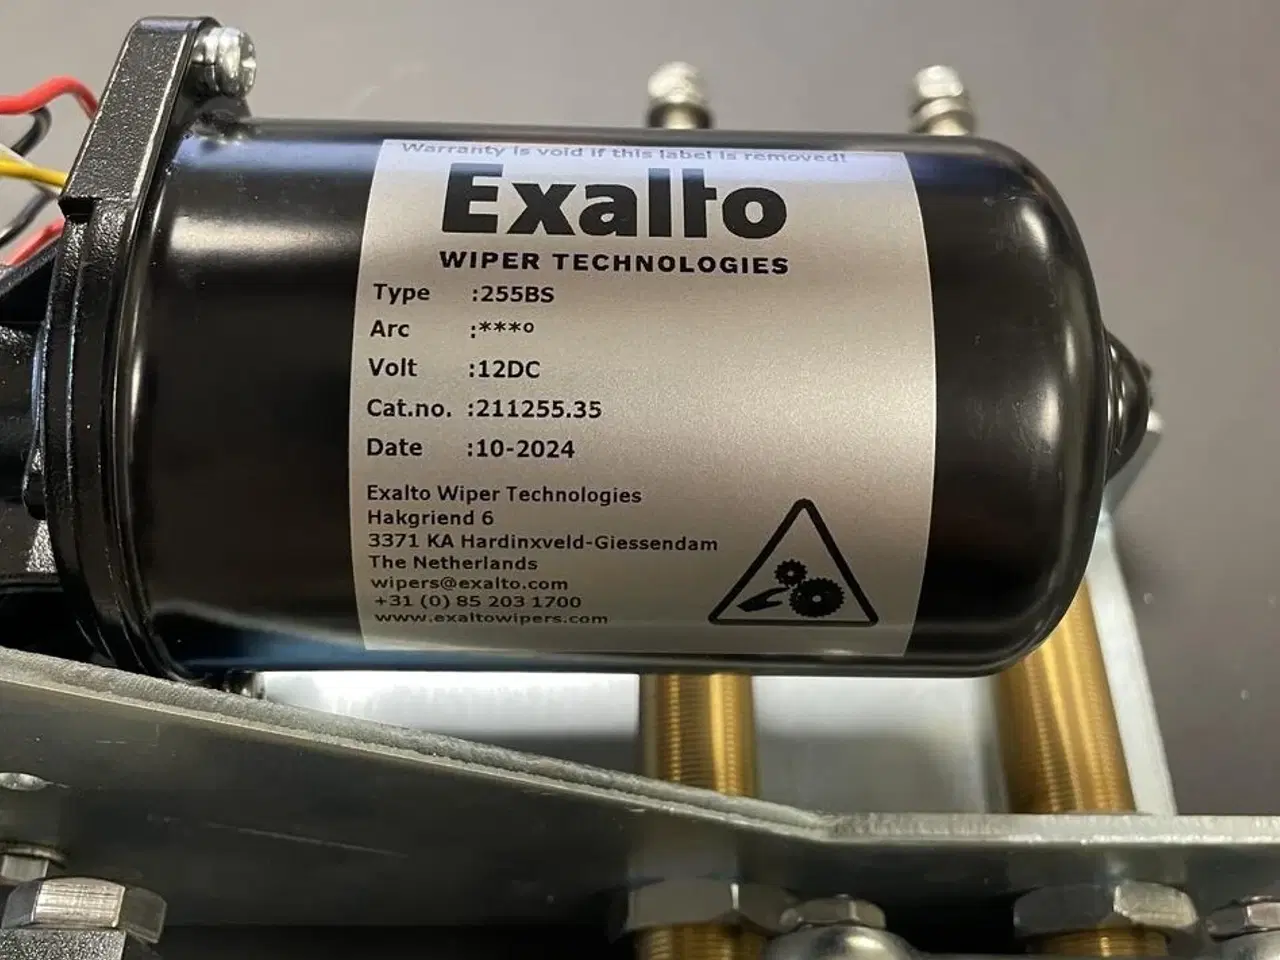 Warranty is void if this label is removed!
Exalto
WIPER TECHNOLOGIES
Type :255BS
Arc :***º
Volt :12DC
Cat.no. :211255.35
Date :10-2024
Exalto Wiper Technologies
Hakgriend 6
3371 KA Hardinxveld-Giessendam
The Netherlands
wipers@exalto.com
+31 (0) 85 203 1700
www.exaltowipers.com